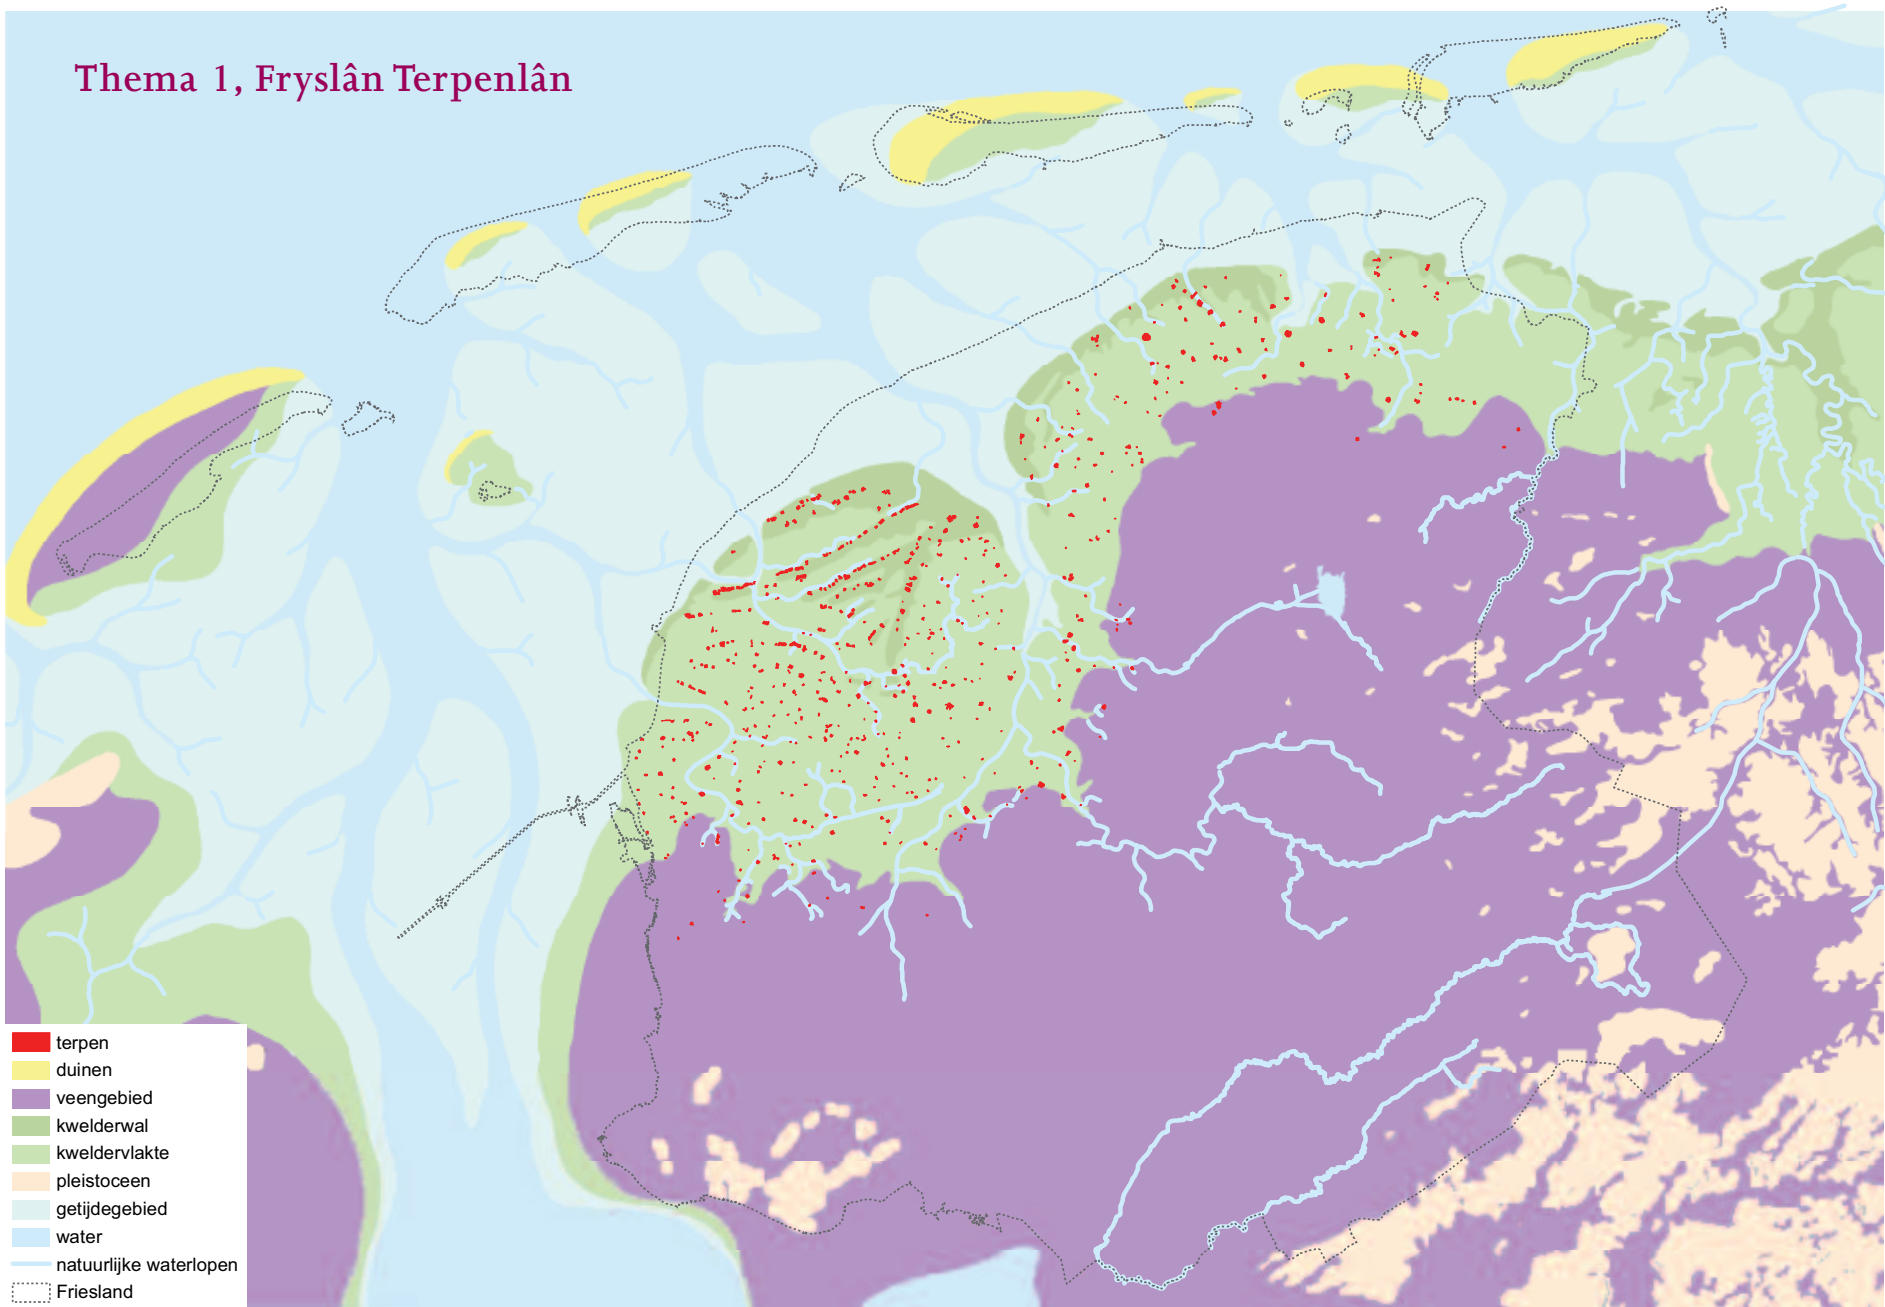 Thema 1, Fryslân Terpenlân
terpen
duinen
veengebied
kwelderwal
kweldervlakte
pleistoceen
getijdegebied
water
natuurlijke waterlopen
Friesland